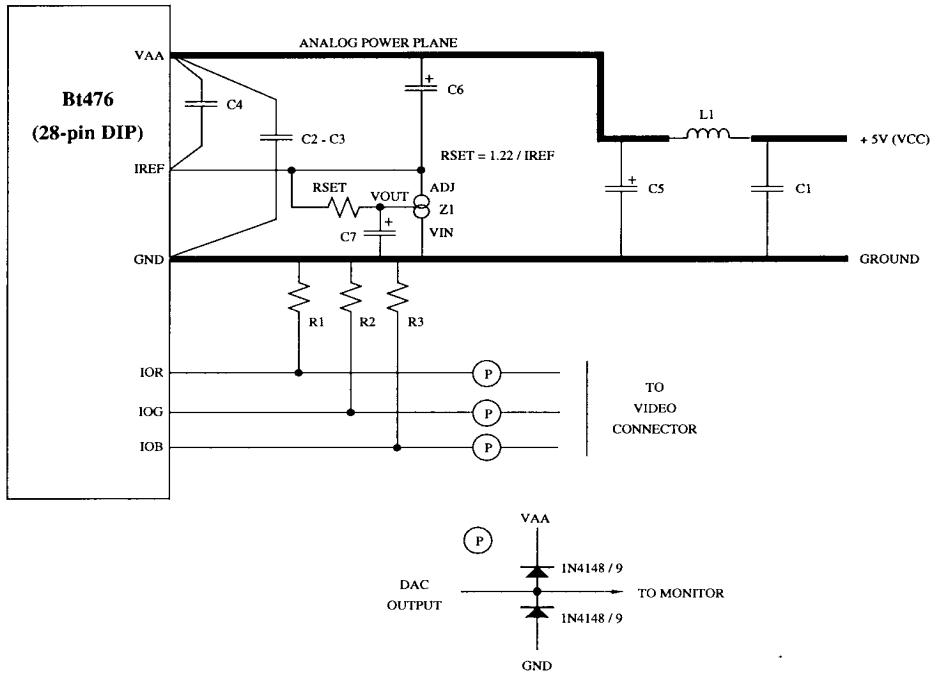 ANALOG POWER PLANE
VAA
Bt476
(28-pin DIP)
C4
C2 - C3
+
C6
L1
+ 5V (VCC)
IREF
RSET = 1.22 / IREF
RSET
VOUT
ADJ
Z1
VIN
+
C7
+
C5
C1
GND
GROUND
R1
R2
R3
IOR
P
IOG
P
IOB
P
TO
VIDEO
CONNECTOR
P
VAA
1N4148 / 9
DAC
OUTPUT
TO MONITOR
1N4148 / 9
GND